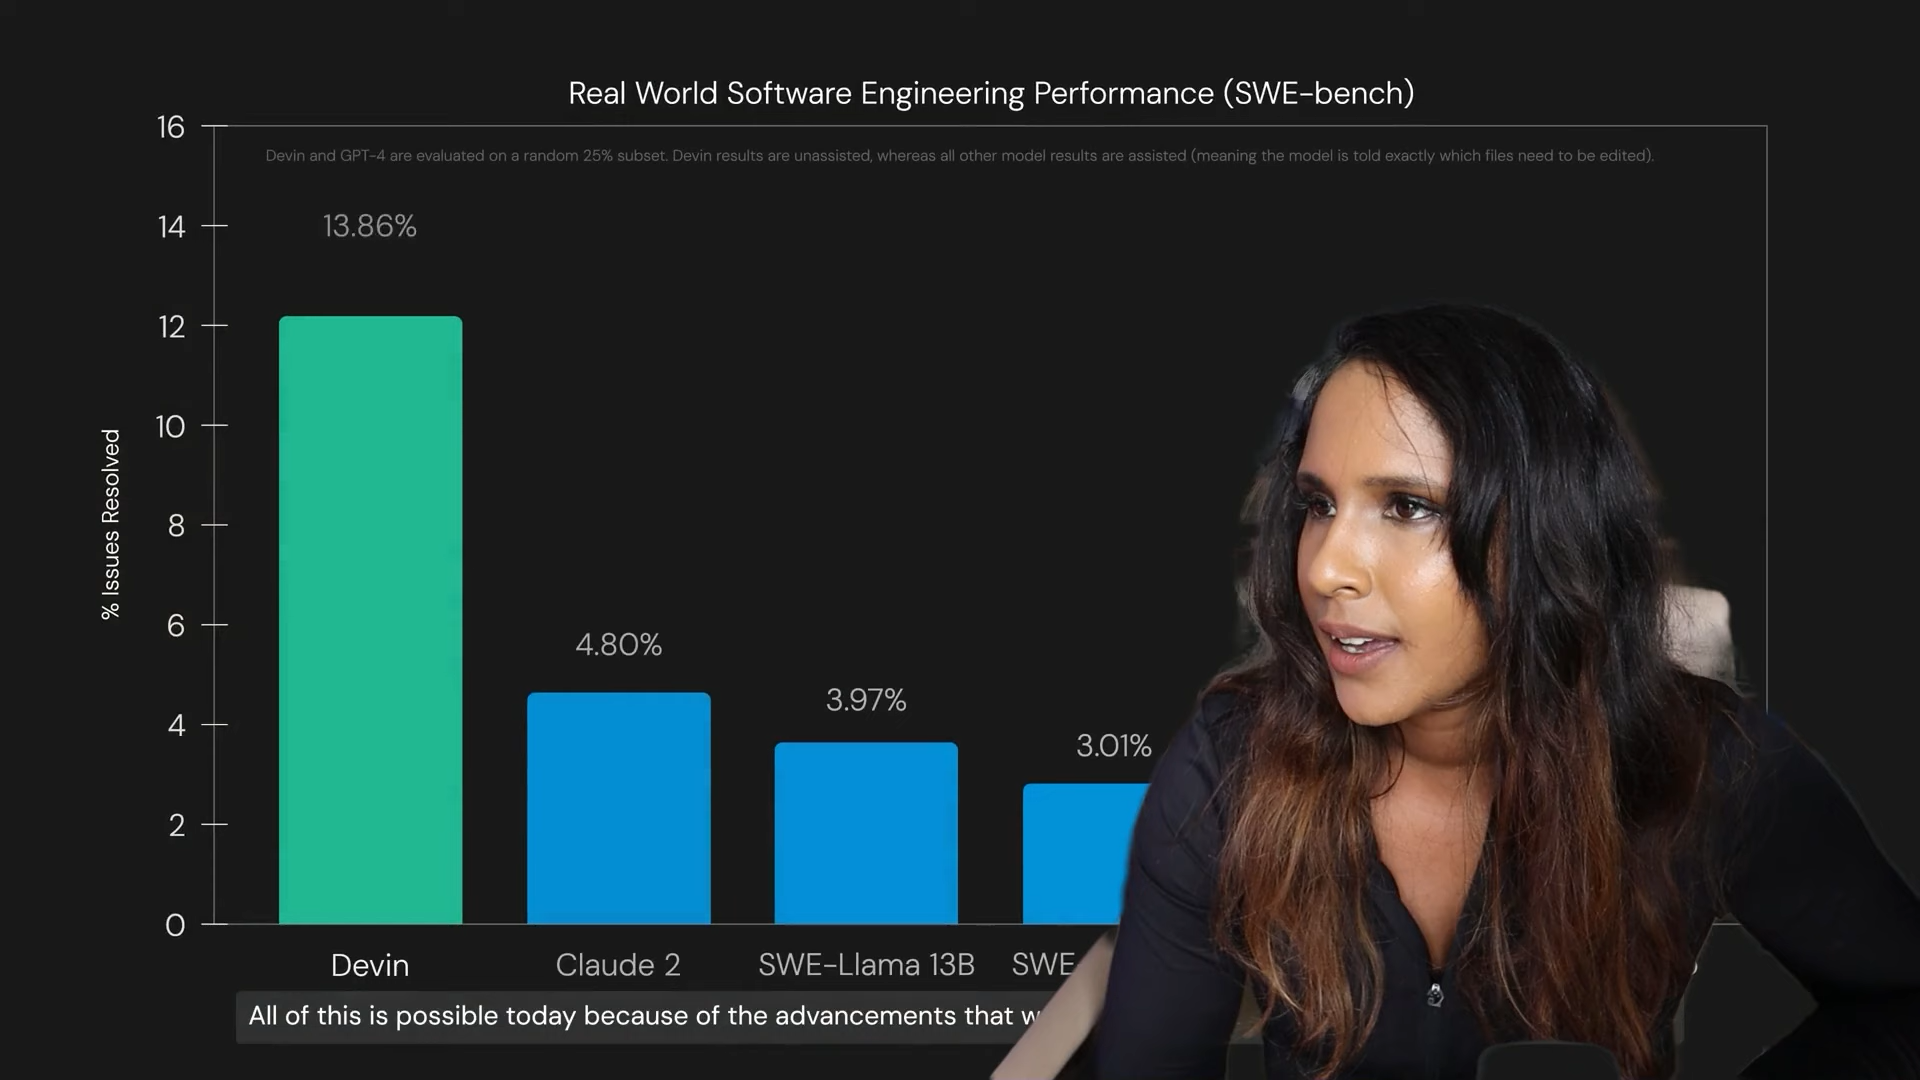 Real World Software Engineering Performance (SWE-bench)
16
Devin and GPT-4 are evaluated on a random 25% subset. Devin results are unassisted, whereas all other model results are assisted (meaning the model is told exactly which files need to be edited).
14
13.86%
12
10
8
6
4.80%
4
3.97%
3.01%
2
0
% Issues Resolved
Devin
Claude 2
SWE-Llama 13B
SWE
All of this is possible today because of the advancements that